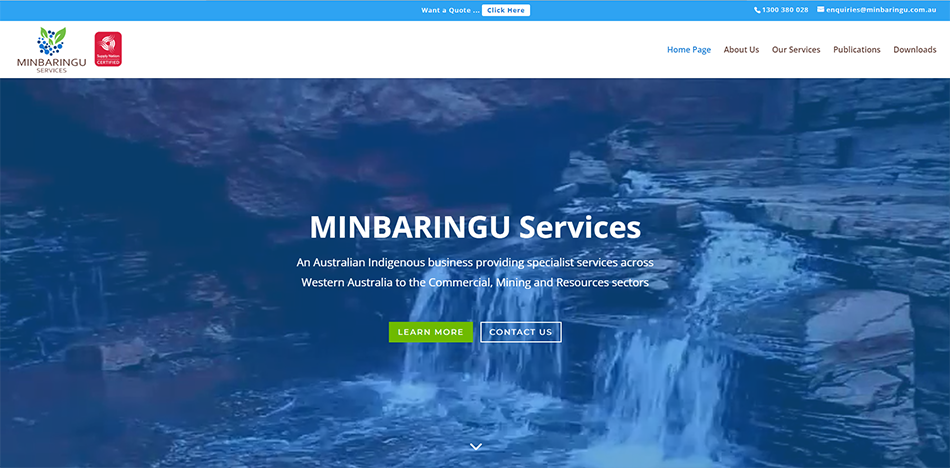 Want a Quote ... Click Here
1300 380 028
enquiries@minbaringu.com.au
MINBARINGU
SERVICES
Supply Nation
CERTIFIED
Home Page
About Us
Our Services
Publications
Downloads
MINBARINGU Services
An Australian Indigenous business providing specialist services across
Western Australia to the Commercial, Mining and Resources sectors
LEARN MORE
CONTACT US